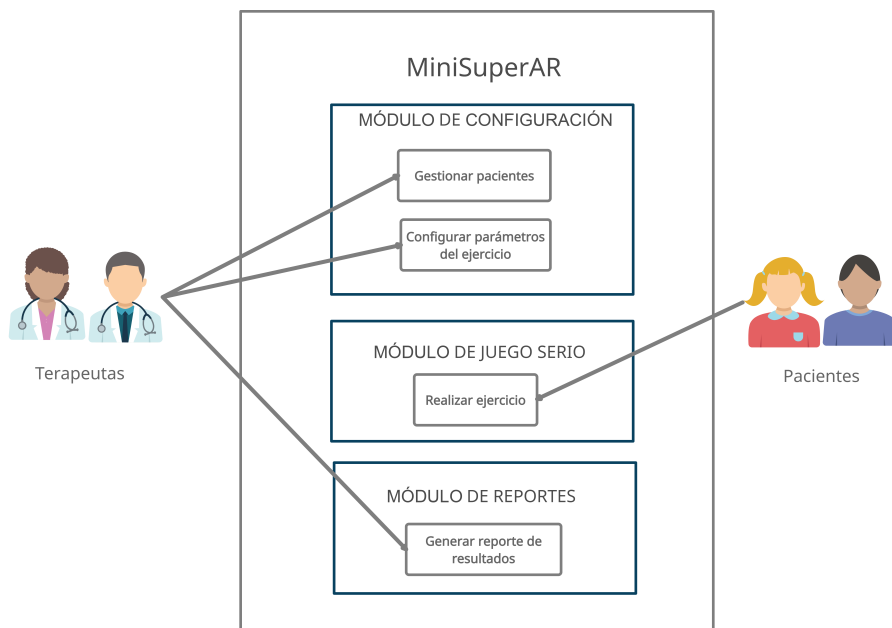 MiniSuperAR
MÓDULO DE CONFIGURACIÓN
Gestionar pacientes
Configurar parámetros
del ejercicio
Terapeutas
MÓDULO DE JUEGO SERIO
Realizar ejercicio
Pacientes
MÓDULO DE REPORTES
Generar reporte de
resultados